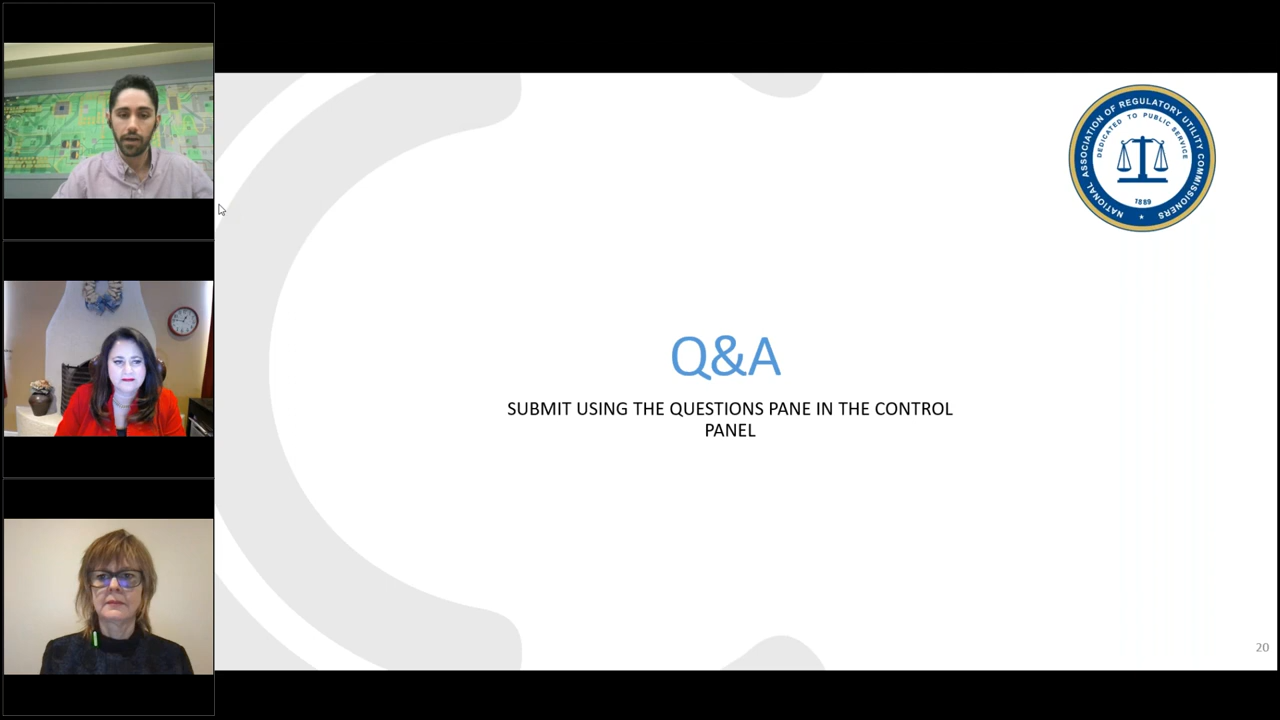 NATIONAL ASSOCIATION OF REGULATORY UTILITY COMMISSIONERS
DEDICATED TO PUBLIC SERVICE
1889
Q&A
SUBMIT USING THE QUESTIONS PANE IN THE CONTROL
PANEL
20